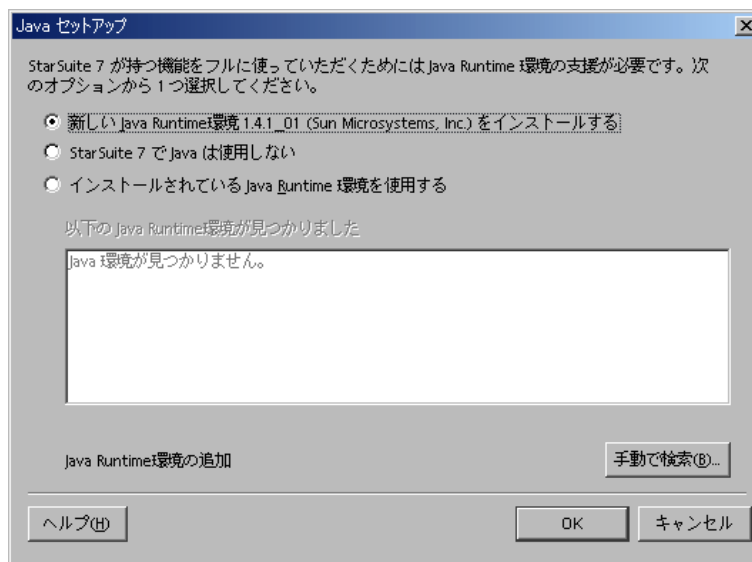 Java セットアップ
StarSuite 7 が持つ機能をフルに使っていただくためにはJava Runtime 環境の支援が必要です。次
のオプションから1つ選択してください。
新しい Java Runtime環境 1.4.1_01 (Sun Microsystems, Inc.) をインストールする
StarSuite 7 で Java は使用しない
インストールされている Java Runtime 環境を使用する
以下の Java Runtime環境が見つかりました
Java 環境が見つかりません。
Java Runtime環境の追加
手動で検索(B)...
ヘルプ(H)
OK
キャンセル